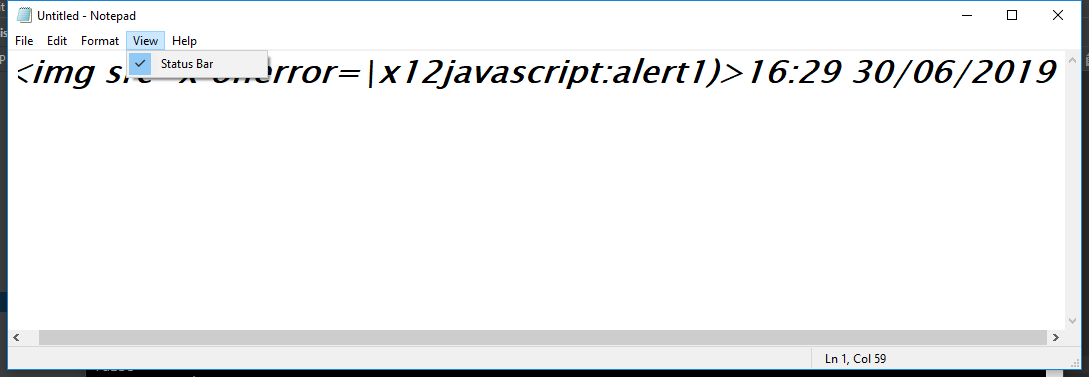 Untitled - Notepad
File Edit Format View Help
Status Bar
<img src x onerror=|x12javascript:alert1)>16:29 30/06/2019
Ln 1, Col 59